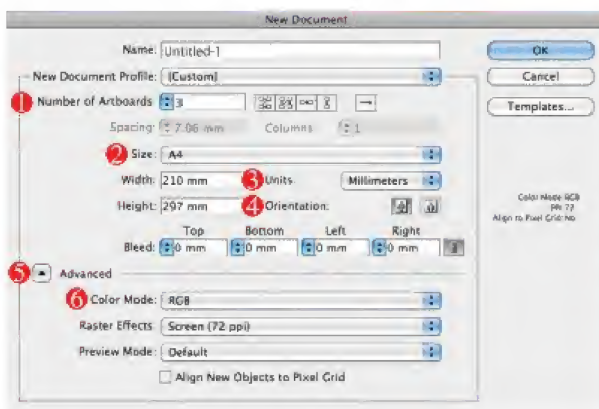 New Document
Name: Untitled-1
OK
New Document Profile: [Custom]
Cancel
1 Number of Artboards 3
Templates...
Spacing: 7.06 mm Columns 1
2 Size: A4
Width: 210 mm 3 Units Millimeters
Height: 297 mm 4 Orientation:
Color Mode: RGB
PPI: 72
Align to Pixel Grid: No
Top Bottom Left Right
Bleed: 0 mm 0 mm 0 mm 0 mm
5 Advanced
6 Color Mode: RGB
Raster Effects: Screen (72 ppi)
Preview Mode: Default
Align New Objects to Pixel Grid